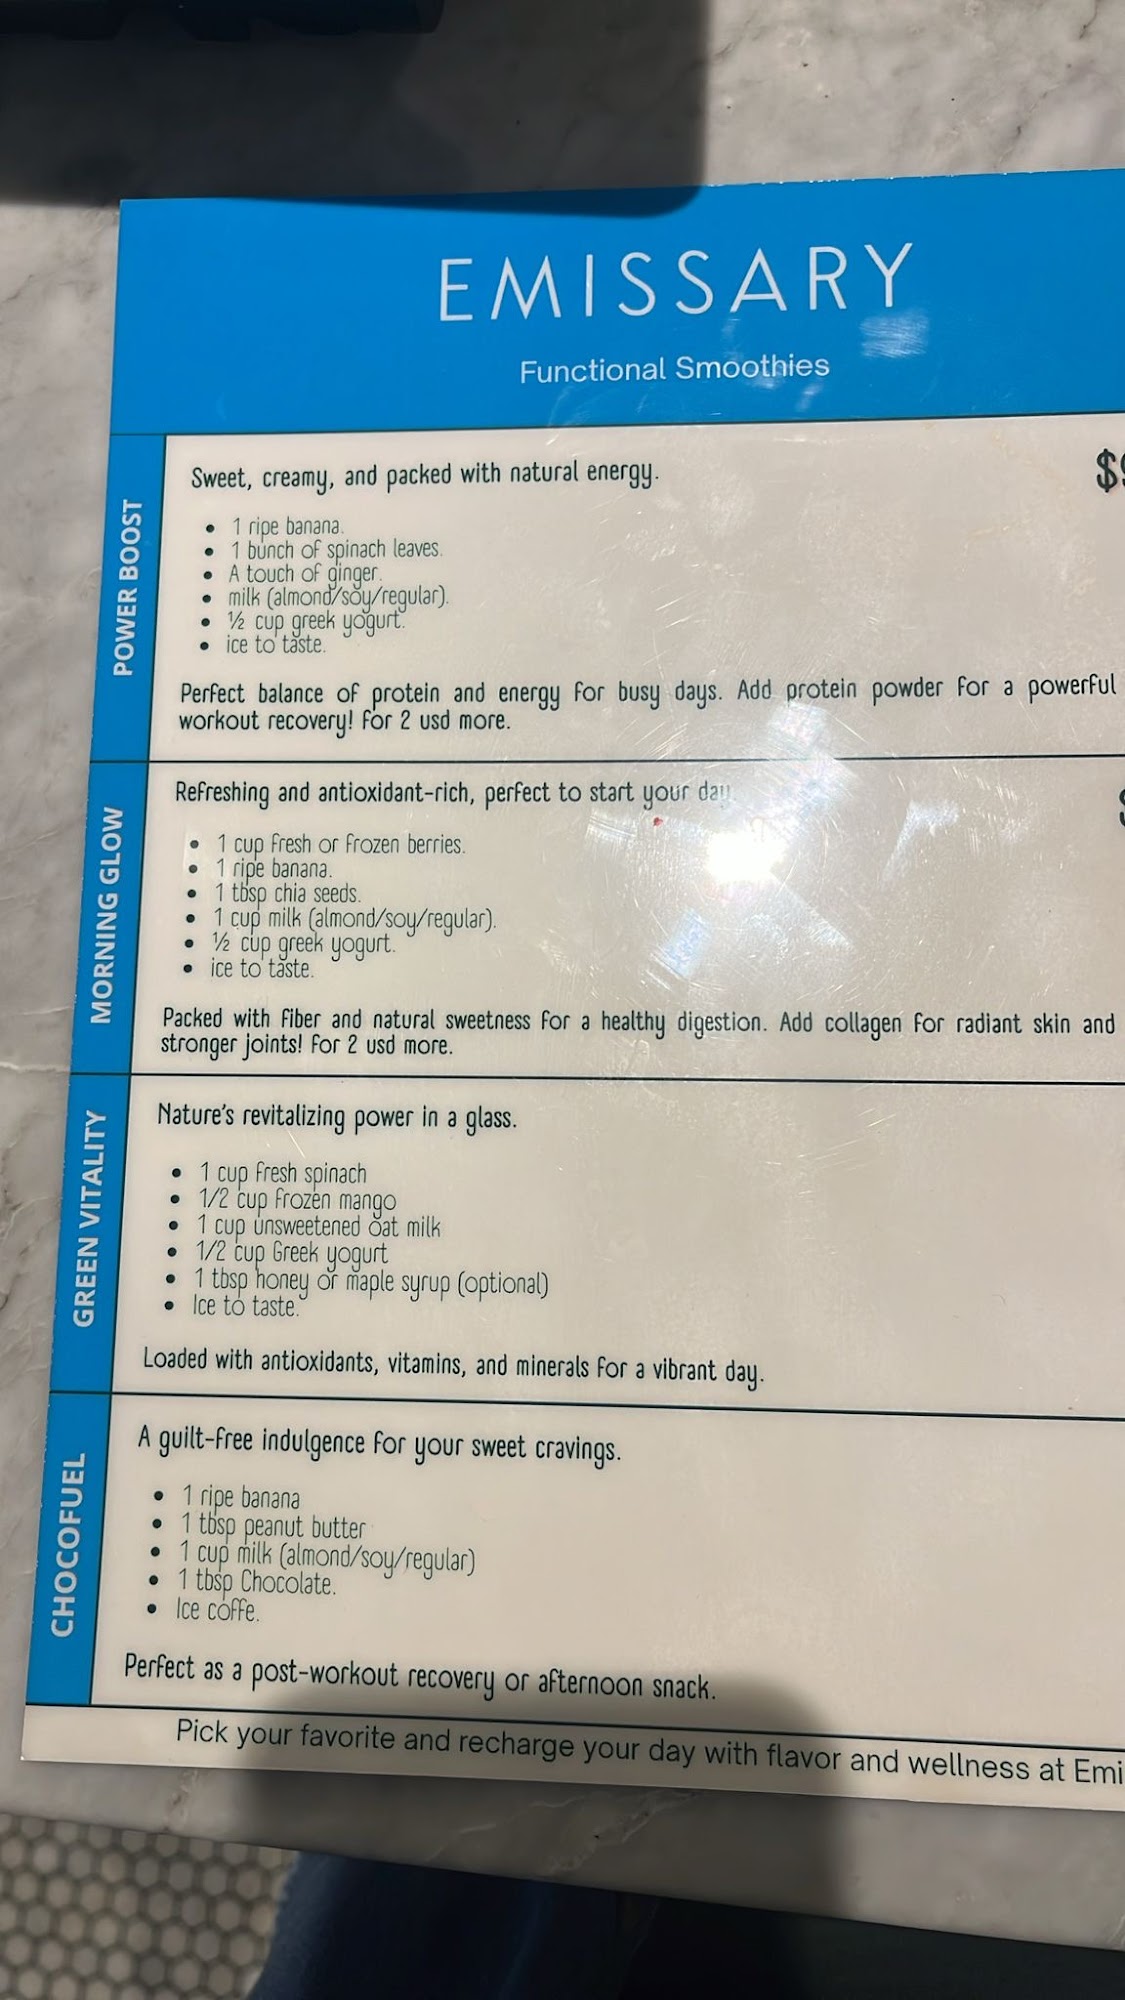 EMISSARY
Functional Smoothies
POWER BOOST
Sweet, creamy, and packed with natural energy.
• 1 ripe banana.
• 1 bunch of spinach leaves.
• A touch of ginger.
• milk (almond/soy/regular).
• ½ cup greek yogurt.
• ice to taste.
Perfect balance of protein and energy for busy days. Add protein powder for a powerful
workout recovery! For 2 usd more.
MORNING GLOW
Refreshing and antioxidant-rich, perfect to start your day
• 1 cup fresh or frozen berries.
• 1 ripe banana.
• 1 tbsp chia seeds.
• 1 cup milk (almond/soy/regular).
• ½ cup greek yogurt.
• ice to taste.
Packed with fiber and natural sweetness for a healthy digestion. Add collagen for radiant skin and
stronger joints! For 2 usd more.
GREEN VITALITY
Nature's revitalizing power in a glass.
• 1 cup fresh spinach
• 1/2 cup frozen mango
• 1 cup unsweetened oat milk
• 1/2 cup Greek yogurt
• 1 tbsp honey or maple syrup (optional)
• Ice to taste.
Loaded with antioxidants, vitamins, and minerals for a vibrant day.
CHOCOFUEL
A guilt-free indulgence for your sweet cravings.
• 1 ripe banana
• 1 tbsp peanut butter
• 1 cup milk (almond/soy/regular)
• 1 tbsp Chocolate.
• Ice coffe.
Perfect as a post-workout recovery or afternoon snack.
Pick your favorite and recharge your day with flavor and wellness at Emi